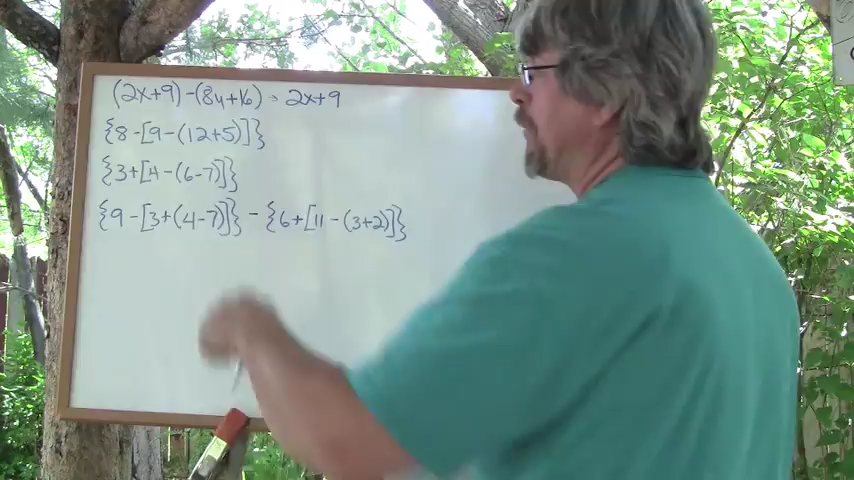 (2x+9)-(8y+16) → 2x+9
{8-[9-(12+5)]}
{3+[4-(6-7)]}
{9-[3+(4-7)]} - {6+[11-(3+2)]}